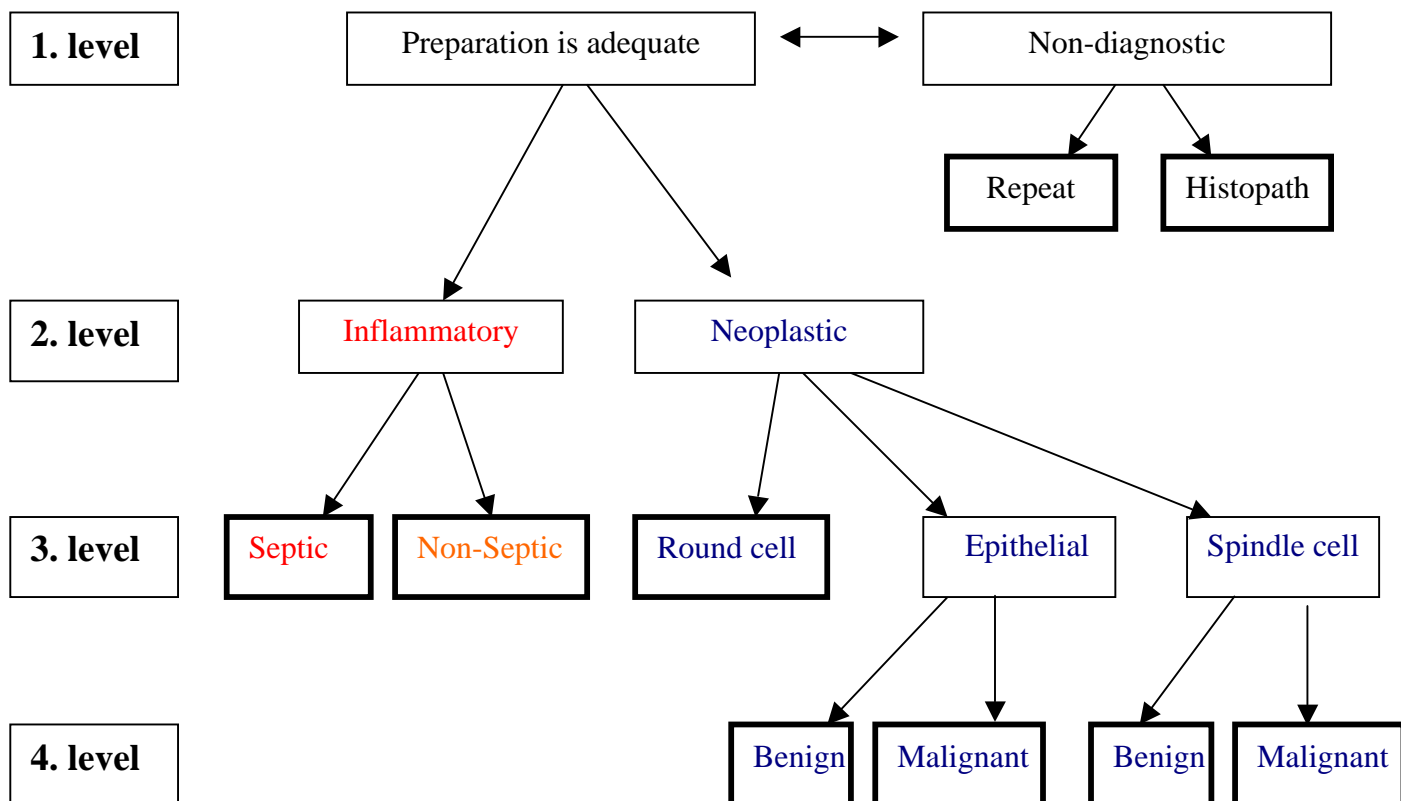 1. level
Preparation is adequate
Non-diagnostic
Repeat
Histopath
2. level
Inflammatory
Neoplastic
3. level
Septic
Non-Septic
Round cell
Epithelial
Spindle cell
4. level
Benign
Malignant
Benign
Malignant